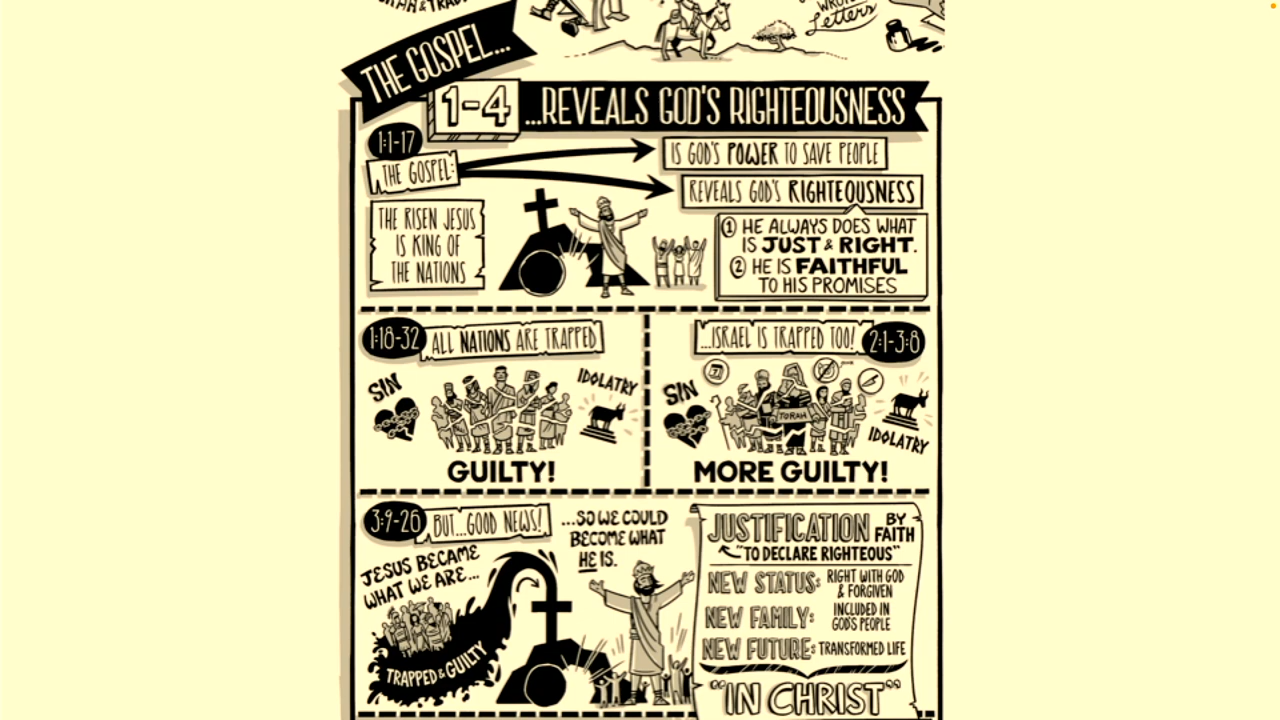 WROTE
Letters
THE GOSPEL...
1-4
...REVEALS GOD'S RIGHTEOUSNESS
1:1-17
THE GOSPEL:
IS GOD'S POWER TO SAVE PEOPLE
REVEALS GOD'S RIGHTEOUSNESS
THE RISEN JESUS
IS KING OF
THE NATIONS
1 HE ALWAYS DOES WHAT
IS JUST & RIGHT.
2 HE IS FAITHFUL
TO HIS PROMISES
1:18-32
ALL NATIONS ARE TRAPPED
SIN
IDOLATRY
GUILTY!
...ISRAEL IS TRAPPED TOO!
2:1-3:8
SIN
7
TORAH
IDOLATRY
MORE GUILTY!
3:9-26
BUT...GOOD NEWS!
JESUS BECAME
WHAT WE ARE...
TRAPPED & GUILTY
...SO WE COULD
BECOME WHAT
HE IS.
JUSTIFICATION BY FAITH
"TO DECLARE RIGHTEOUS"
NEW STATUS: RIGHT WITH GOD
& FORGIVEN
NEW FAMILY: INCLUDED IN
GOD'S PEOPLE
NEW FUTURE: TRANSFORMED LIFE
"IN CHRIST"